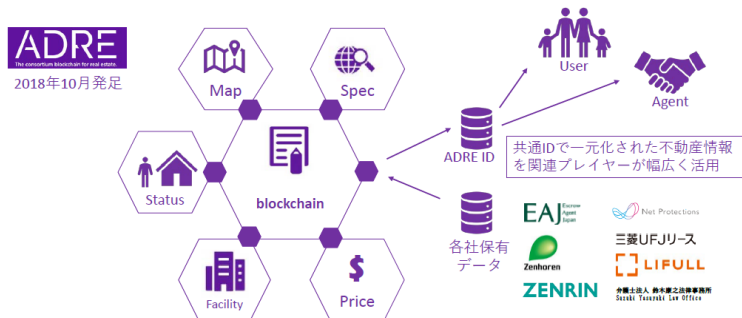 ADRE
The consortium blockchain for real estate.
2018年10月発足
Map
Spec
Status
blockchain
Facility
Price
$
ADRE ID
User
Agent
共通IDで一元化された不動産情報
を関連プレイヤーが幅広く活用
各社保有
データ
EAJ Escrow
Agent
Japan
Net Protections
Zenhoren
三菱UFJリース
LIFULL
ZENRIN
弁護士法人 鈴木康之法律事務所
Suzuki Yasuyuki Law Office